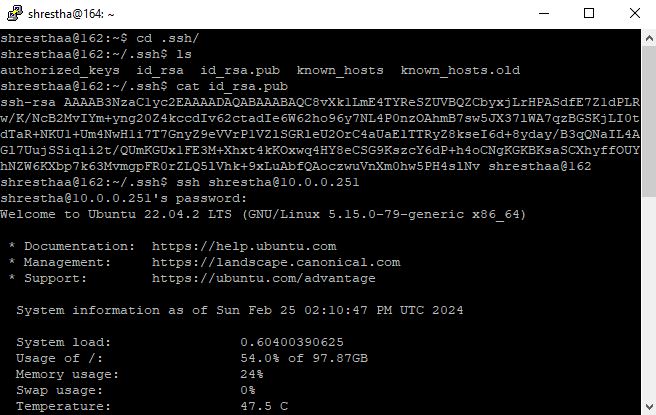 shrestha@164: ~
shresthaa@162:~$ cd .ssh/
shresthaa@162:~/.ssh$ ls
authorized_keys  id_rsa  id_rsa.pub  known_hosts  known_hosts.old
shresthaa@162:~/.ssh$ cat id_rsa.pub
ssh-rsa AAAAB3NzaC1yc2EAAAADAQABAAABAQC8vXk1LmE4TYReSZUVBQZCbyxjLrHPASdfE7Z1dPLR
w/K/NcB2MvIYm+yng20Z4kccdIv62ctadIe6W62ho96y7NL4P0nzOAhmB7sw5JX371WA7qzBGSKjLI0t
dTaR+NKU1+Um4NwH1i7T7GnyZ9eVVrP1VZ1SGR1eU2OrC4aUaE1TTRyZ8kseI6d+8yday/B3qQNaIL4A
G17UujSSiqli2t/QUmKGUx1FE3M+Xhxt4kKOxwq4HY8eCSG9KszcY6dP+h4oCNgKGKBKsaSCXhyffOUY
hNZW6KXbp7k63MvmgpFR0rZLQ5lVhk+9xLuAbfQAoczwuVnXm0hw5PH4slNv shresthaa@162
shresthaa@162:~/.ssh$ ssh shrestha@10.0.0.251
shrestha@10.0.0.251's password:
Welcome to Ubuntu 22.04.2 LTS (GNU/Linux 5.15.0-79-generic x86_64)
* Documentation:  https://help.ubuntu.com
* Management:     https://landscape.canonical.com
* Support:        https://ubuntu.com/advantage
System information as of Sun Feb 25 02:10:47 PM UTC 2024
System load:                      0.60400390625
Usage of /:                       54.0% of 97.87GB
Memory usage:                     24%
Swap usage:                       0%
Temperature:                      47.5 C